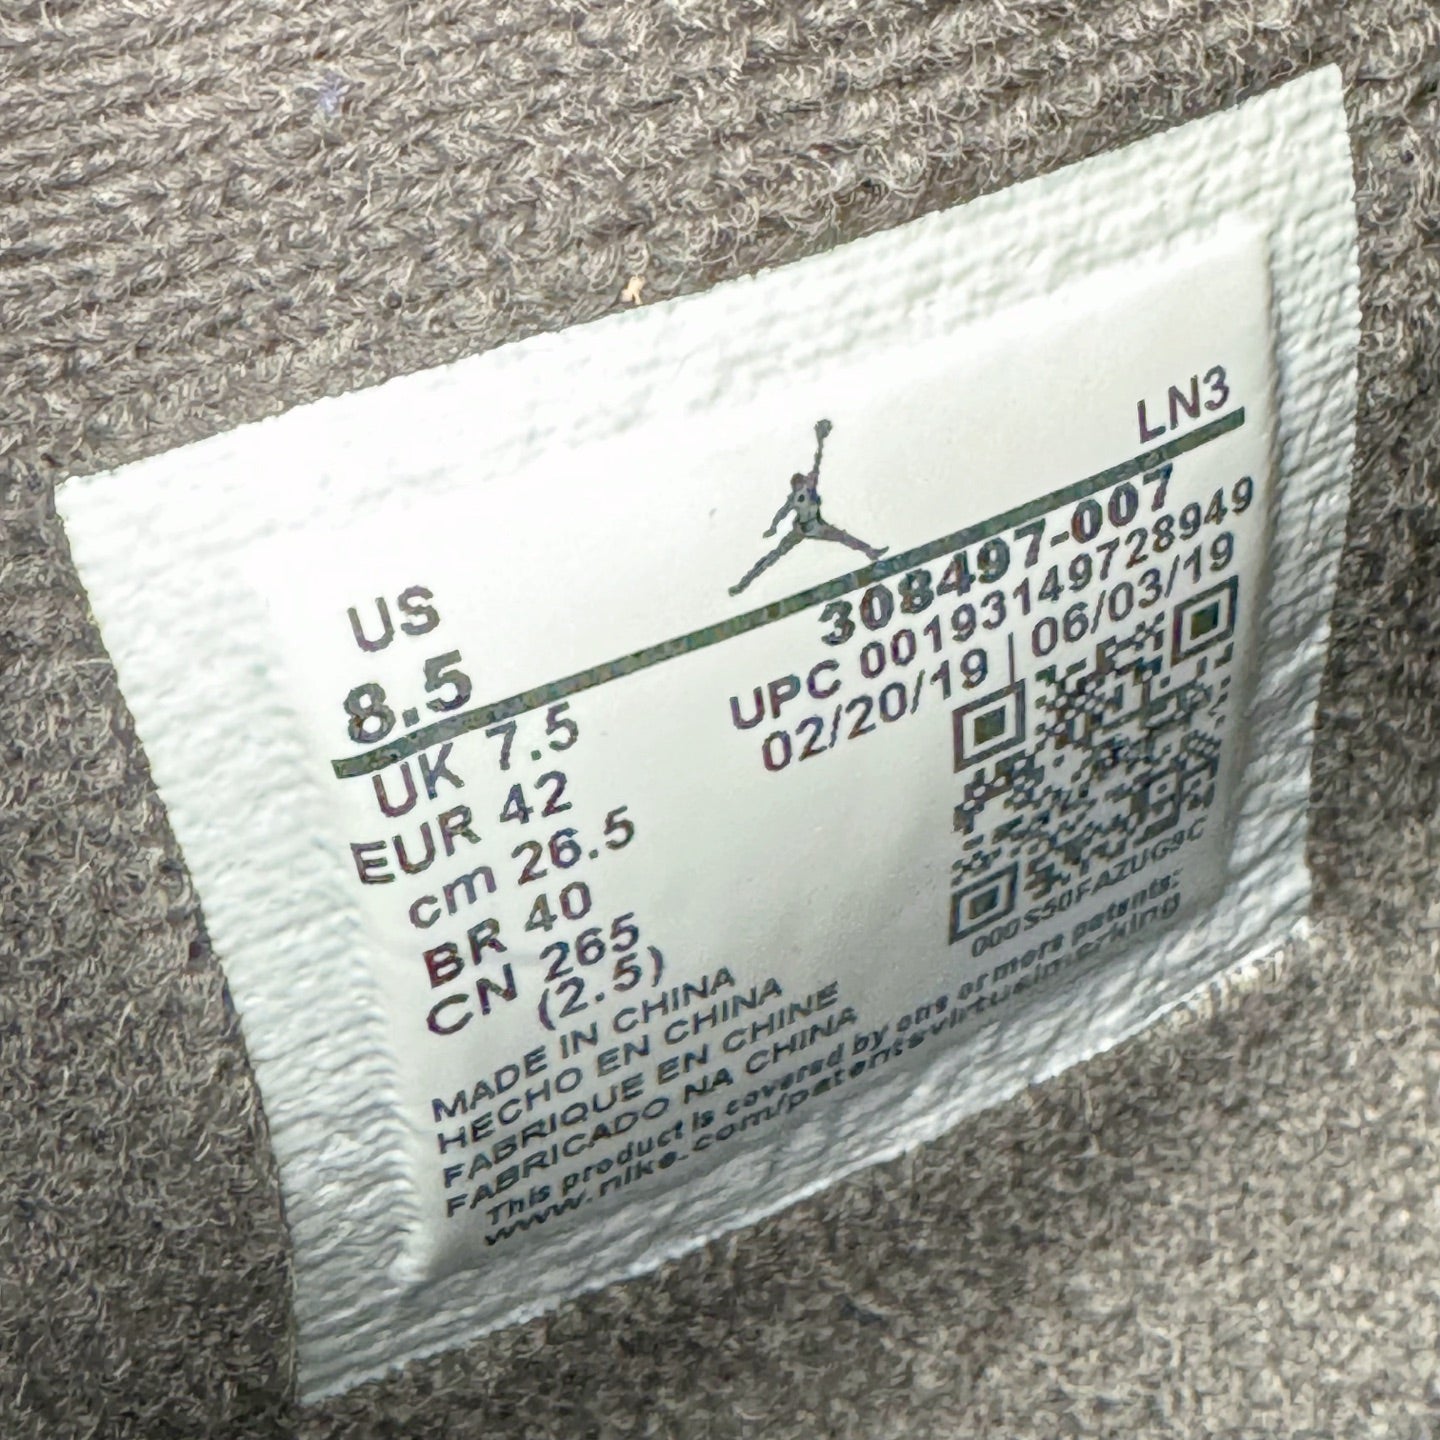 LN3
US
8.5
308497-007
UPC 00193149728949
02/20/19 | 06/03/19
UK 7.5
EUR 42
cm 26.5
BR 40
CN 265
(2.5)
000S50FAZUG9C
MADE IN CHINA
HECHO EN CHINA
FABRIQUE EN CHINE
FABRICADO NA CHINA
This product is covered by one or more patents:
www.nike.com/patentsvirtualmarking